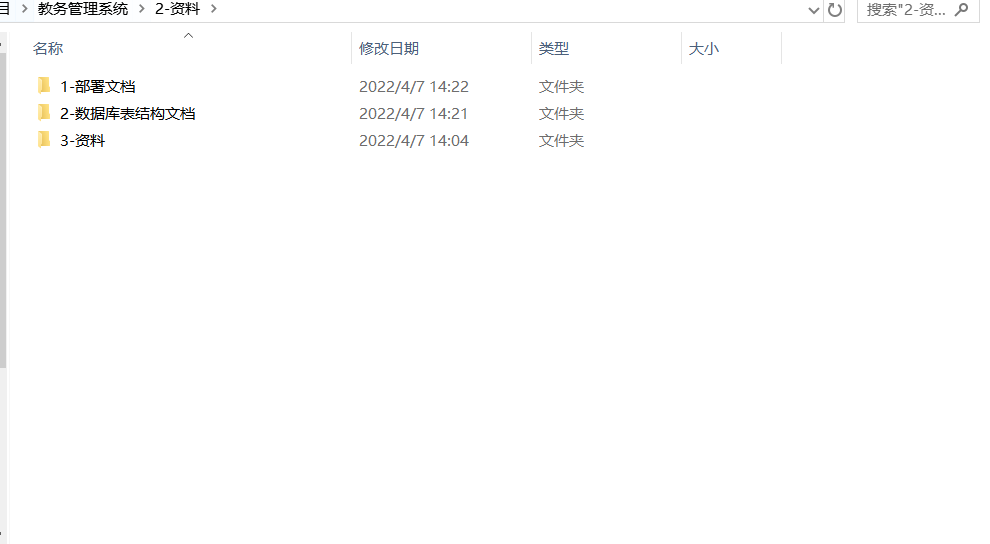 目 > 教务管理系统 > 2-资料 >
搜索"2-资...
名称 修改日期 类型 大小
1-部署文档 2022/4/7 14:22 文件夹
2-数据库表结构文档 2022/4/7 14:21 文件夹
3-资料 2022/4/7 14:04 文件夹